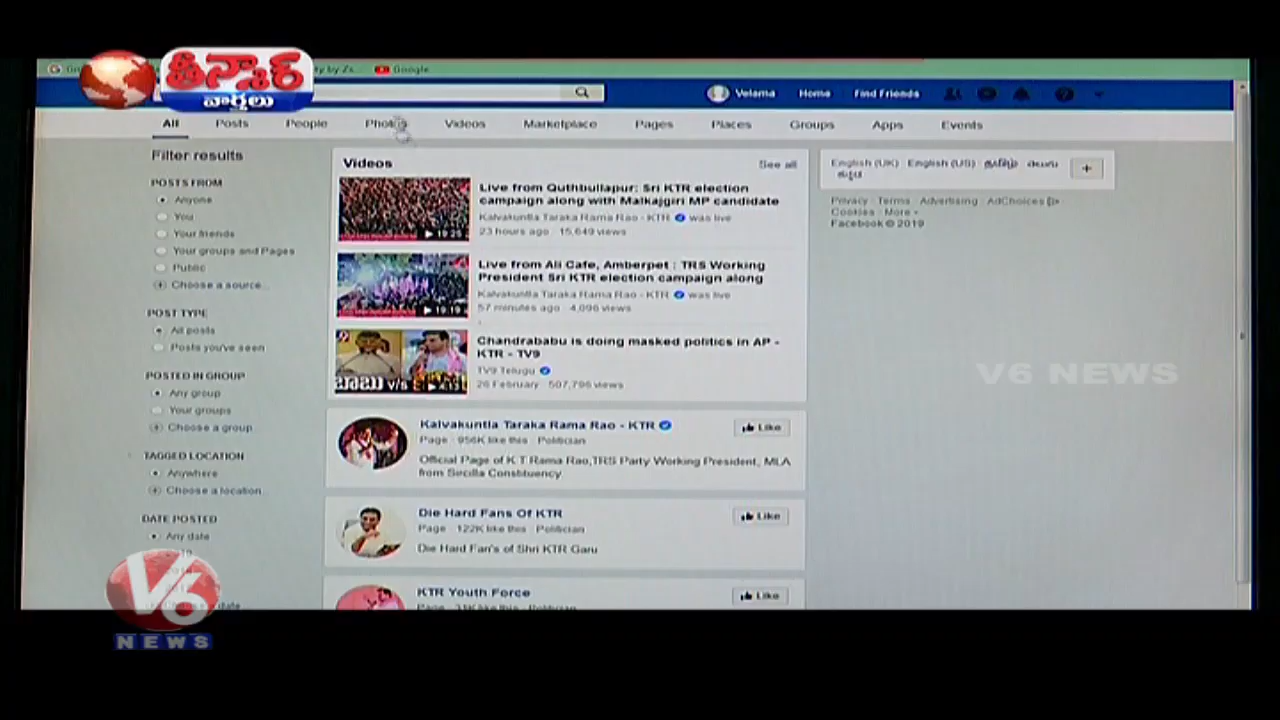 తీన్మార్
వార్తలు
Google
Velama Home Find Friends
All Posts People Photos Videos Marketplace Pages Places Groups Apps Events
Filter results
POSTS FROM
Anyone
You
Your friends
Your groups and Pages
Public
Choose a source...
POST TYPE
All posts
Posts you've seen
POSTED IN GROUP
Any group
Your groups
Choose a group
TAGGED LOCATION
Anywhere
Choose a location
DATE POSTED
Any date
Videos See all
Live from Quthbullapur: Sri KTR election
campaign along with Malkajgiri MP candidate
Kalvakuntla Taraka Rama Rao - KTR was live
23 hours ago · 15,649 views
Live from Ali Cafe, Amberpet : TRS Working
President Sri KTR election campaign along
Kalvakuntla Taraka Rama Rao - KTR was live
57 minutes ago · 4,096 views
19:19
Chandrababu is doing masked politics in AP -
KTR - TV9
TV9 Telugu
26 February · 507,796 views
బాబు v/s 4:13
Kalvakuntla Taraka Rama Rao - KTR Like
Page · 956K like this · Politician
Official Page of K T Rama Rao,TRS Party Working President, MLA
from Sircilla Constituency
Die Hard Fans Of KTR Like
Page · 122K like this · Politician
Die Hard Fan's of Shri KTR Garu
KTR Youth Force Like
English (UK) · English (US) · தமிழ் · తెలుగు
ಕನ್ನಡ
+
Privacy · Terms · Advertising · AdChoices
Cookies · More
Facebook © 2019
V6 NEWS
V6
NEWS